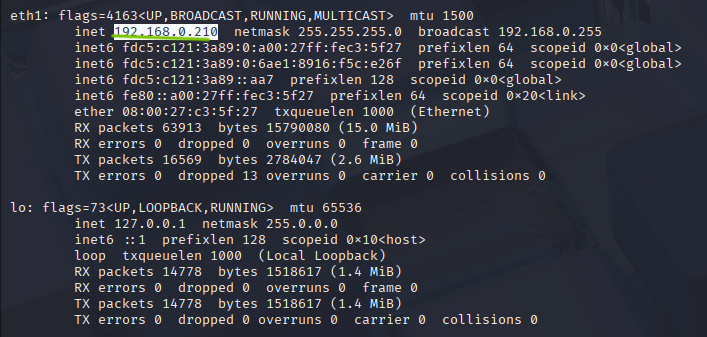 eth1: flags=4163<UP,BROADCAST,RUNNING,MULTICAST> mtu 1500
inet 192.168.0.210 netmask 255.255.255.0 broadcast 192.168.0.255
inet6 fdc5:c121:3a89:0:a00:27ff:fec3:5f27 prefixlen 64 scopeid 0×0<global>
inet6 fdc5:c121:3a89:0:6ae1:8916:f5c:e26f prefixlen 64 scopeid 0×0<global>
inet6 fdc5:c121:3a89::aa7 prefixlen 128 scopeid 0×0<global>
inet6 fe80::a00:27ff:fec3:5f27 prefixlen 64 scopeid 0×20<link>
ether 08:00:27:c3:5f:27 txqueuelen 1000 (Ethernet)
RX packets 63913 bytes 15790080 (15.0 MiB)
RX errors 0 dropped 0 overruns 0 frame 0
TX packets 16569 bytes 2784047 (2.6 MiB)
TX errors 0 dropped 13 overruns 0 carrier 0 collisions 0
lo: flags=73<UP,LOOPBACK,RUNNING> mtu 65536
inet 127.0.0.1 netmask 255.0.0.0
inet6 ::1 prefixlen 128 scopeid 0×10<host>
loop txqueuelen 1000 (Local Loopback)
RX packets 14778 bytes 1518617 (1.4 MiB)
RX errors 0 dropped 0 overruns 0 frame 0
TX packets 14778 bytes 1518617 (1.4 MiB)
TX errors 0 dropped 0 overruns 0 carrier 0 collisions 0